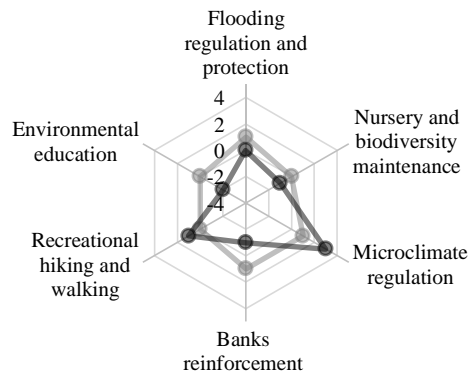 Flooding
regulation and
protection
Nursery and
biodiversity
maintenance
Microclimate
regulation
Banks
reinforcement
Recreational
hiking and
walking
Environmental
education
4
2
0
-2
-4